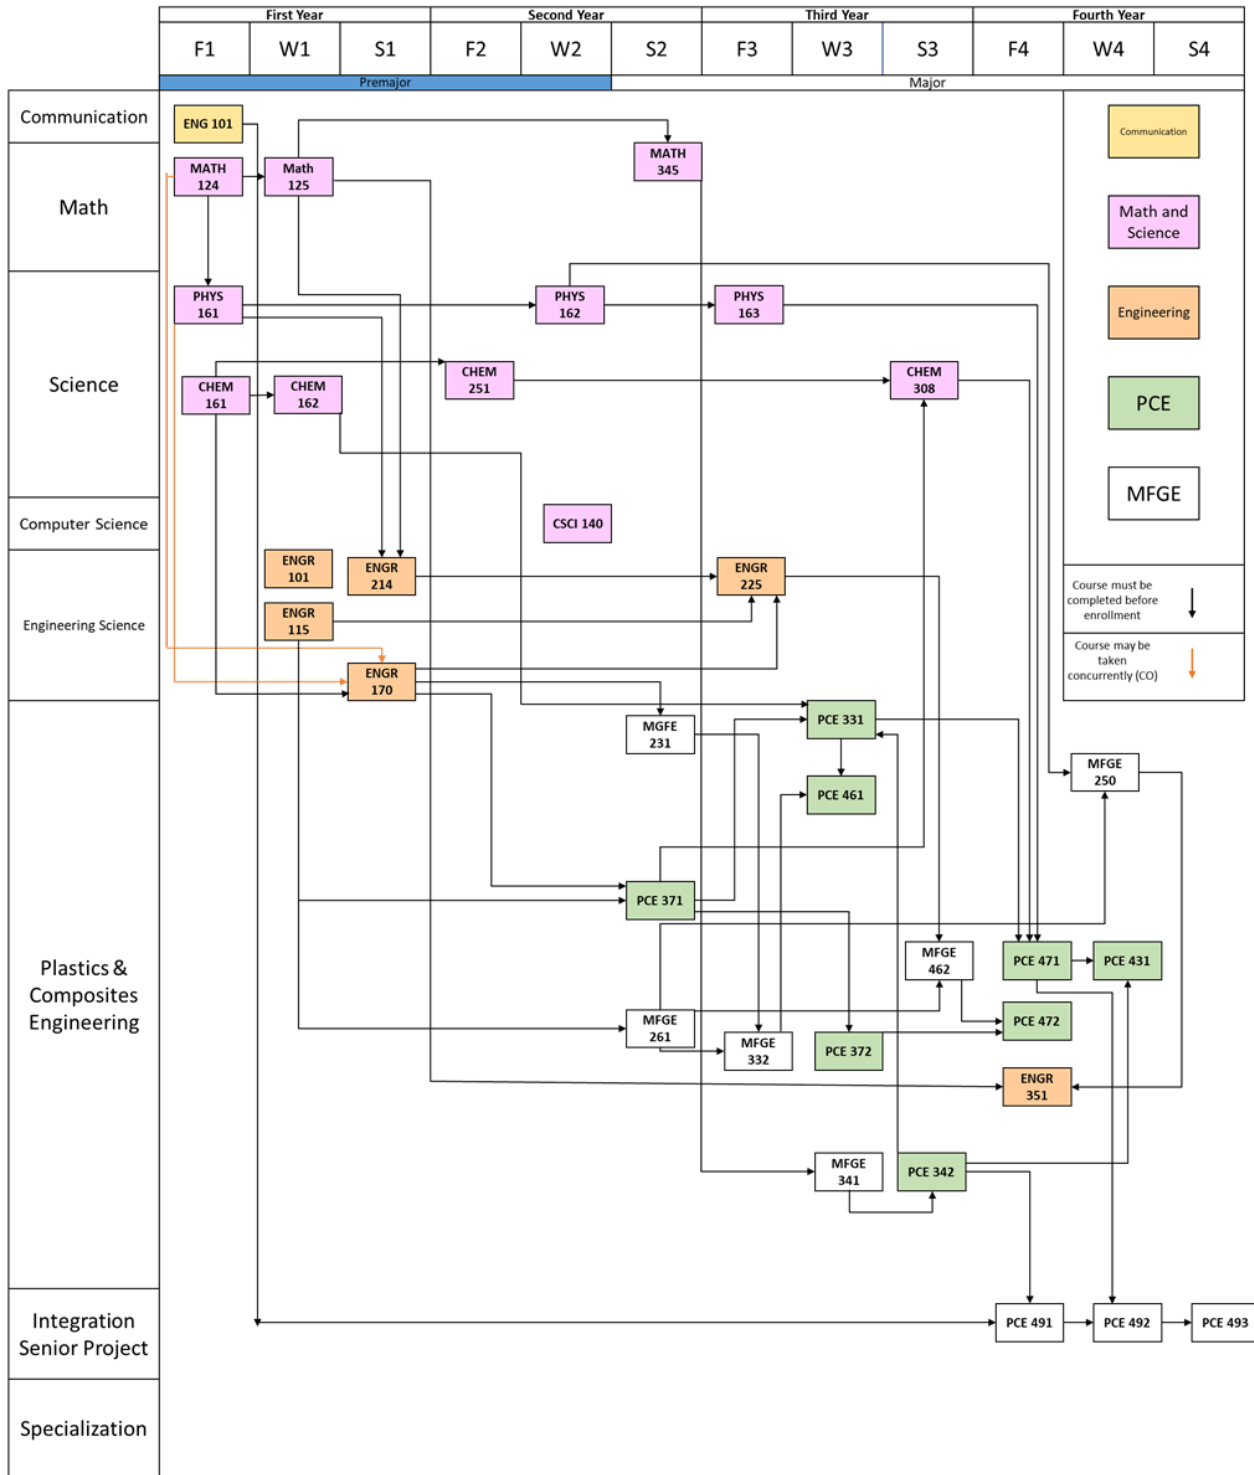 First Year
Second Year
Third Year
Fourth Year
F1
W1
S1
F2
W2
S2
F3
W3
S3
F4
W4
S4
Premajor
Major
Communication
ENG 101
Communication
Math
MATH
124
Math
125
MATH
345
Math and
Science
Science
PHYS
161
PHYS
162
PHYS
163
Engineering
CHEM
161
CHEM
162
CHEM
251
CHEM
308
PCE
MFGE
Computer Science
CSCI 140
Engineering Science
ENGR
101
ENGR
214
ENGR
225
Course must be
completed before
enrollment
ENGR
115
ENGR
170
Course may be
taken
concurrently (CO)
Plastics &
Composites
Engineering
MGFE
231
PCE 331
PCE 461
MFGE
250
PCE 371
MFGE
462
PCE 471
PCE 431
MFGE
261
MFGE
332
PCE 372
PCE 472
ENGR
351
MFGE
341
PCE 342
Integration
Senior Project
PCE 491
PCE 492
PCE 493
Specialization